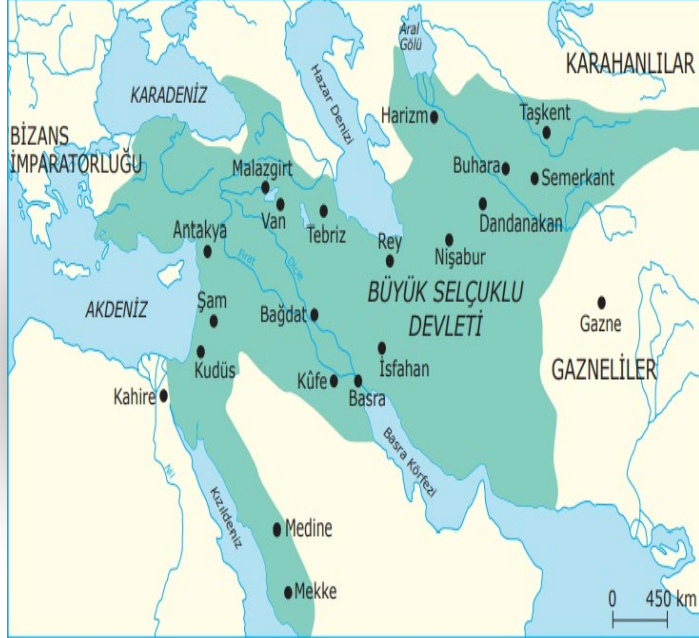 Aral
Gölü
KARAHANLILAR
KARADENİZ
Hazar Denizi
Harizm
Taşkent
BİZANS
İMPARATORLUĞU
Malazgirt
Buhara
Semerkant
Van
Tebriz
Dandanakan
Antakya
Rey
Nişabur
Fırat
Dicle
BÜYÜK SELÇUKLU
DEVLETİ
AKDENİZ
Şam
Bağdat
Gazne
Kudüs
İsfahan
GAZNELİLER
Kahire
Kûfe
Basra
Basra Körfezi
Nil
Kızıldeniz
Medine
Mekke
0 450 km